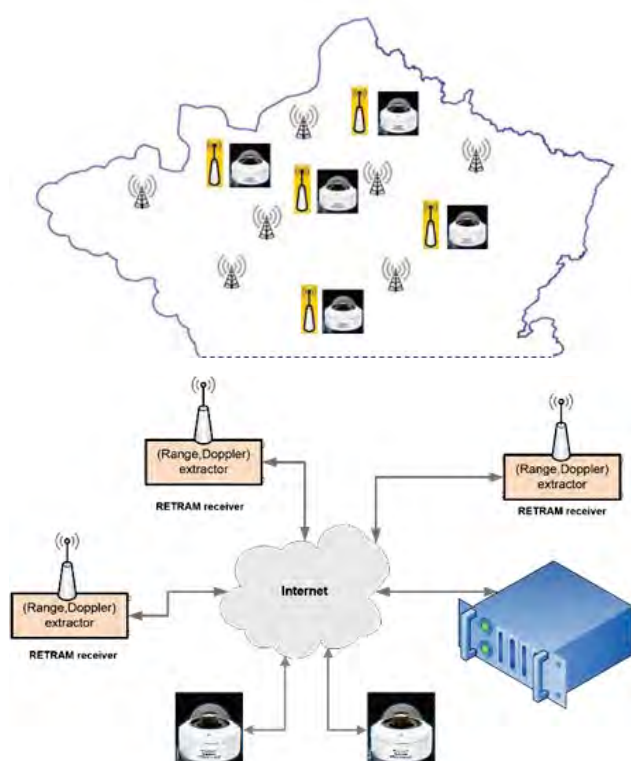 (Range,Doppler)
extractor
RETRAM receiver
(Range,Doppler)
extractor
RETRAM receiver
(Range,Doppler)
extractor
RETRAM receiver
Internet